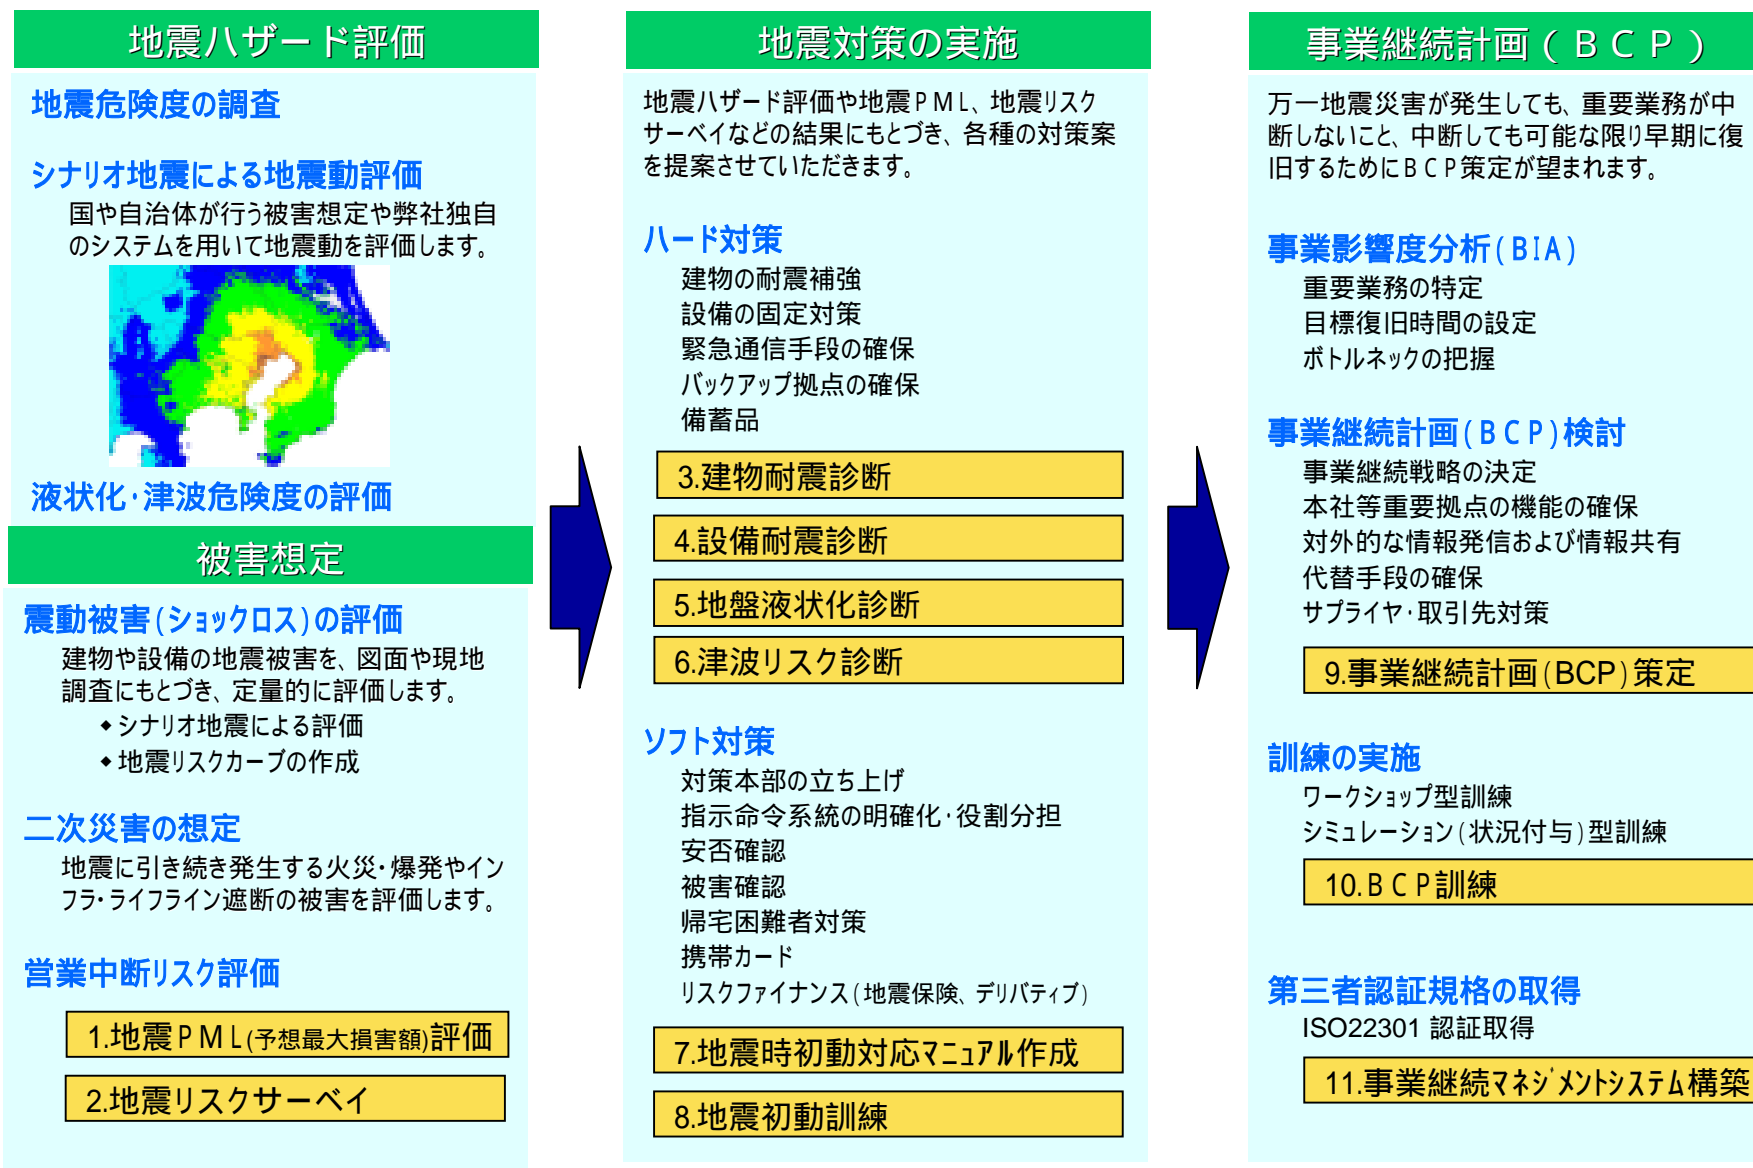 地震ハザード評価
地震危険度の調査
シナリオ地震による地震動評価
国や自治体が行う被害想定や弊社独自
のシステムを用いて地震動を評価します。
液状化・津波危険度の評価
被害想定
震動被害(ショックロス)の評価
建物や設備の地震被害を、図面や現地
調査にもとづき、定量的に評価します。
◆シナリオ地震による評価
◆地震リスクカーブの作成
二次災害の想定
地震に引き続き発生する火災・爆発やイン
フラ・ライフライン遮断の被害を評価します。
営業中断リスク評価
1.地震PML(予想最大損害額)評価
2.地震リスクサーベイ
地震対策の実施
地震ハザード評価や地震PML、地震リスク
サーベイなどの結果にもとづき、各種の対策案
を提案させていただきます。
ハード対策
建物の耐震補強
設備の固定対策
緊急通信手段の確保
バックアップ拠点の確保
備蓄品
3.建物耐震診断
4.設備耐震診断
5.地盤液状化診断
6.津波リスク診断
ソフト対策
対策本部の立ち上げ
指示命令系統の明確化・役割分担
安否確認
被害確認
帰宅困難者対策
携帯カード
リスクファイナンス(地震保険、デリバティブ)
7.地震時初動対応マニュアル作成
8.地震初動訓練
事業継続計画(BCP)
万一地震災害が発生しても、重要業務が中
断しないこと、中断しても可能な限り早期に復
旧するためにBCP策定が望まれます。
事業影響度分析(BIA)
重要業務の特定
目標復旧時間の設定
ボトルネックの把握
事業継続計画(BCP)検討
事業継続戦略の決定
本社等重要拠点の機能の確保
対外的な情報発信および情報共有
代替手段の確保
サプライヤ・取引先対策
9.事業継続計画(BCP)策定
訓練の実施
ワークショップ型訓練
シミュレーション(状況付与)型訓練
10.BCP訓練
第三者認証規格の取得
ISO22301 認証取得
11.事業継続マネジメントシステム構築